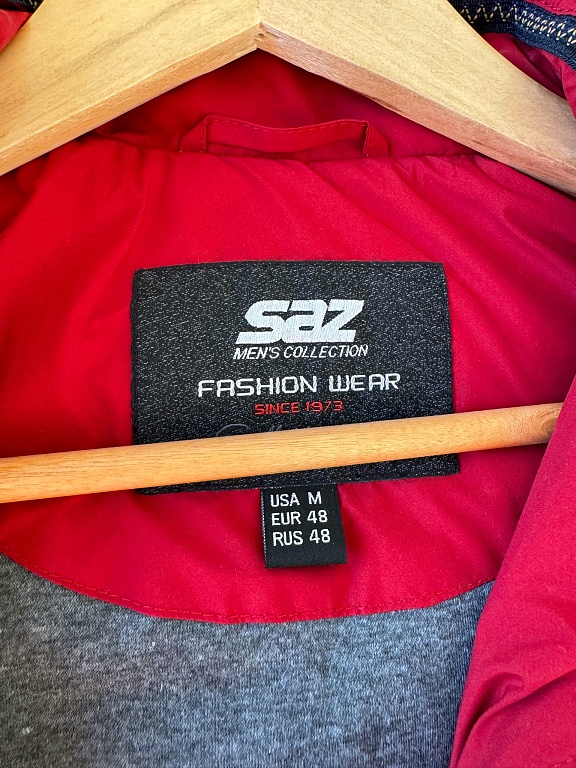 saz
MEN'S COLLECTION
FASHION WEAR
SINCE 1973
USA M
EUR 48
RUS 48